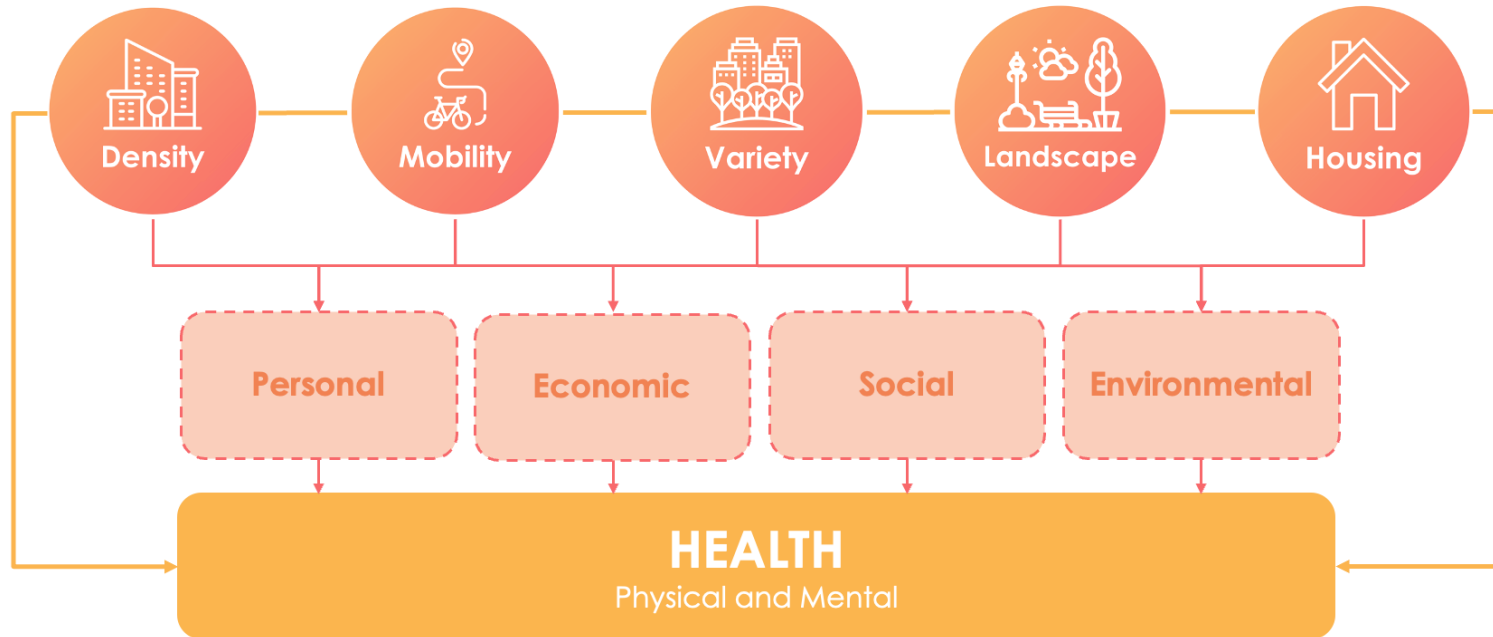 Density
Mobility
Variety
Landscape
Housing
Personal
Economic
Social
Environmental
HEALTH
Physical and Mental